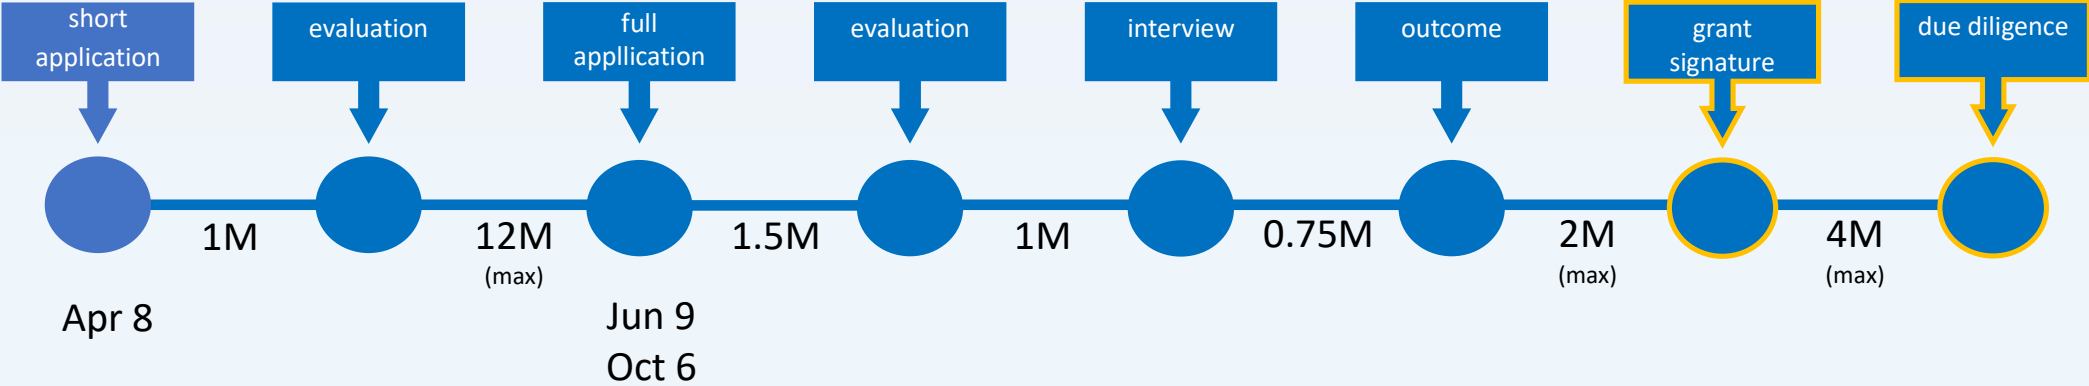 short
application
evaluation
full
appllication
evaluation
interview
outcome
grant
signature
due diligence
1M
12M
(max)
1.5M
1M
0.75M
2M
(max)
4M
(max)
Apr 8
Jun 9
Oct 6